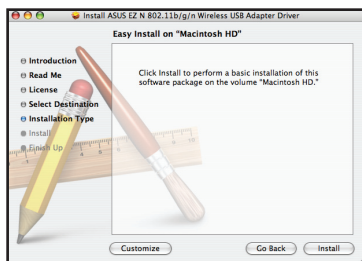 Install ASUS EZ N 802.11b/g/n Wireless USB Adapter Driver
Easy Install on "Macintosh HD"
Introduction
Read Me
License
Select Destination
Installation Type
Install
Finish Up
Click Install to perform a basic installation of this
software package on the volume "Macintosh HD."
Customize
Go Back
Install